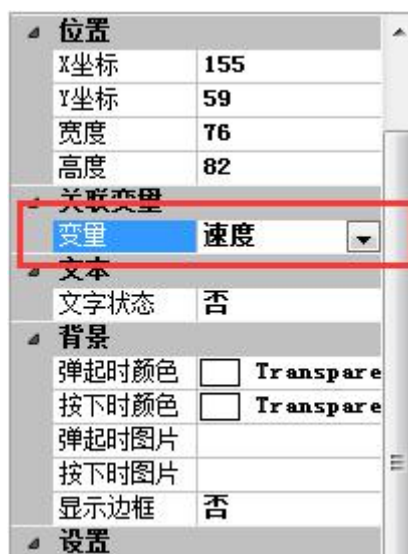 位置
X坐标 155
Y坐标 59
宽度 76
高度 82
关联变量
变量 速度
文本
文字状态 否
背景
弹起时颜色 Transpare
按下时颜色 Transpare
弹起时图片
按下时图片
显示边框 否
设置